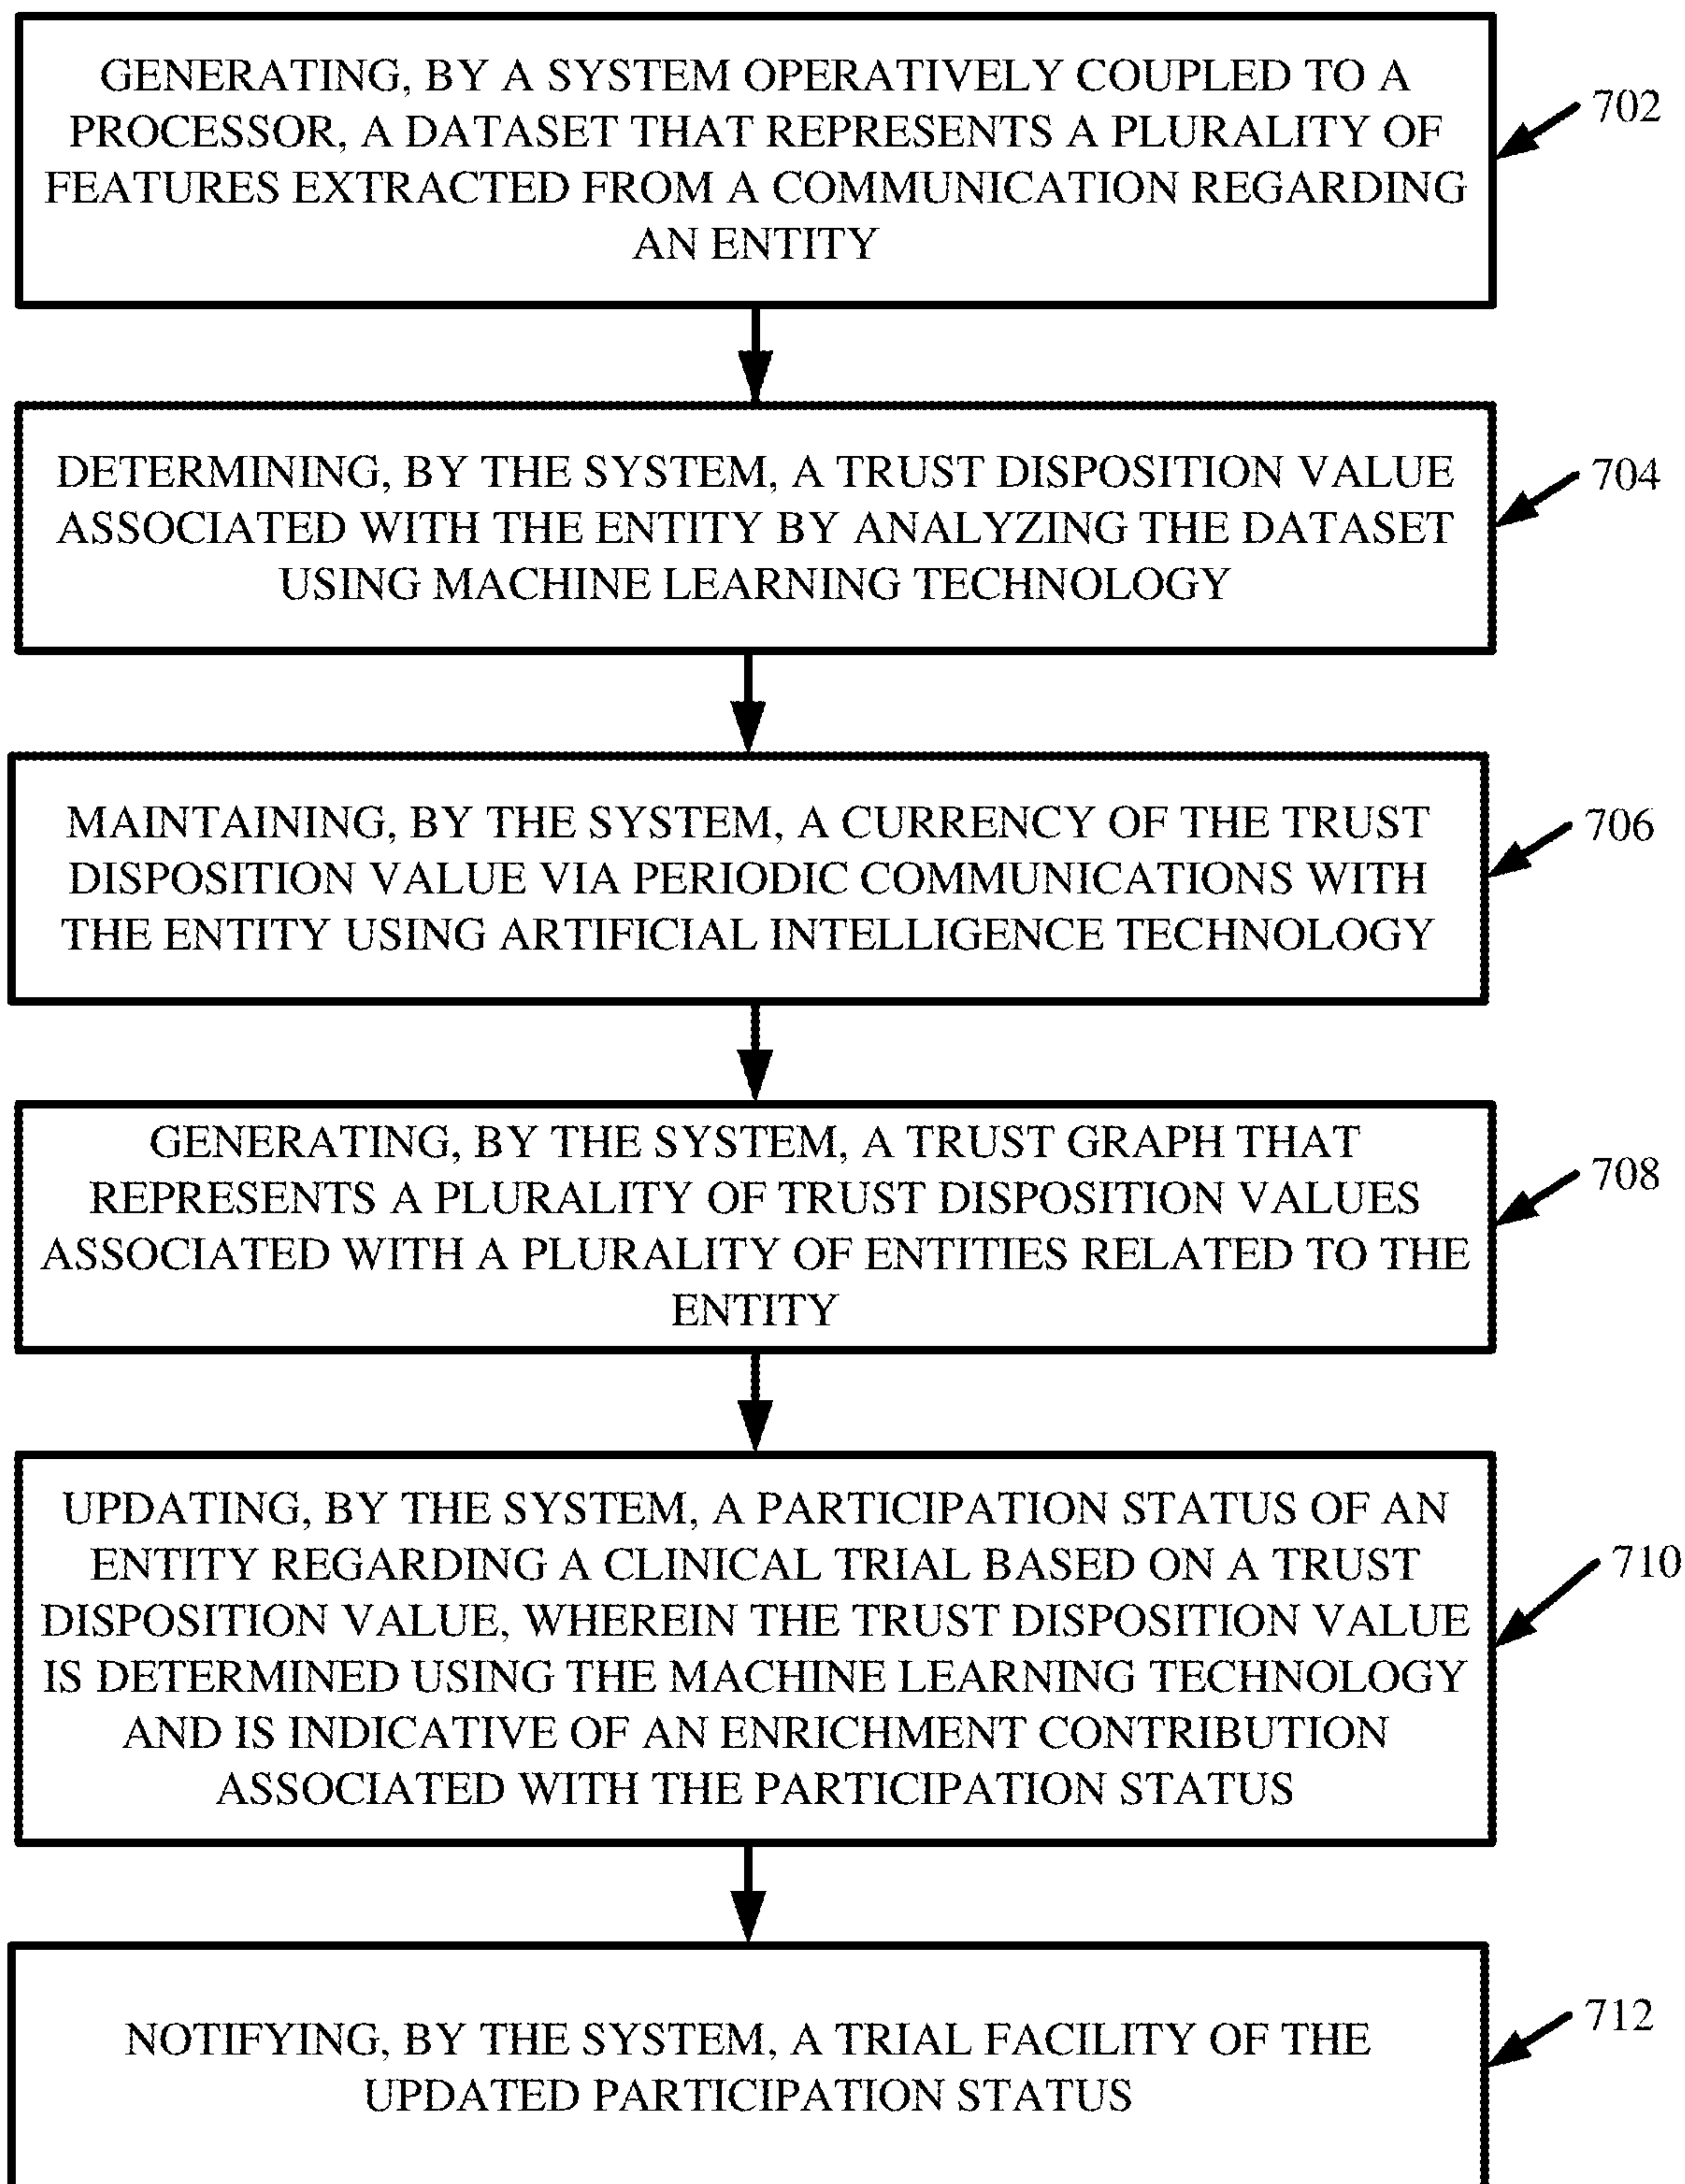 GENERATING, BY A SYSTEM OPERATIVELY COUPLED TO A
PROCESSOR, A DATASET THAT REPRESENTS A PLURALITY OF
FEATURES EXTRACTED FROM A COMMUNICATION REGARDING
AN ENTITY
702
DETERMINING, BY THE SYSTEM, A TRUST DISPOSITION VALUE
ASSOCIATED WITH THE ENTITY BY ANALYZING THE DATASET
USING MACHINE LEARNING TECHNOLOGY
704
MAINTAINING, BY THE SYSTEM, A CURRENCY OF THE TRUST
DISPOSITION VALUE VIA PERIODIC COMMUNICATIONS WITH
THE ENTITY USING ARTIFICIAL INTELLIGENCE TECHNOLOGY
706
GENERATING, BY THE SYSTEM, A TRUST GRAPH THAT
REPRESENTS A PLURALITY OF TRUST DISPOSITION VALUES
ASSOCIATED WITH A PLURALITY OF ENTITIES RELATED TO THE
ENTITY
708
UPDATING, BY THE SYSTEM, A PARTICIPATION STATUS OF AN
ENTITY REGARDING A CLINICAL TRIAL BASED ON A TRUST
DISPOSITION VALUE, WHEREIN THE TRUST DISPOSITION VALUE
IS DETERMINED USING THE MACHINE LEARNING TECHNOLOGY
AND IS INDICATIVE OF AN ENRICHMENT CONTRIBUTION
ASSOCIATED WITH THE PARTICIPATION STATUS
710
NOTIFYING, BY THE SYSTEM, A TRIAL FACILITY OF THE
UPDATED PARTICIPATION STATUS
712